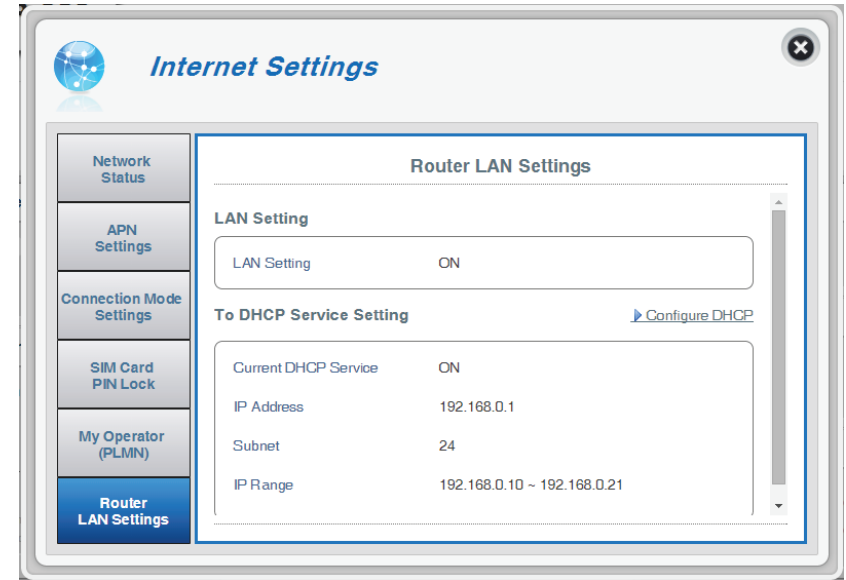 Internet Settings
Network
Status
APN
Settings
Connection Mode
Settings
SIM Card
PIN Lock
My Operator
(PLMN)
Router
LAN Settings
Router LAN Settings
LAN Setting
LAN Setting ON
To DHCP Service Setting Configure DHCP
Current DHCP Service ON
IP Address 192.168.0.1
Subnet 24
IP Range 192.168.0.10 ~ 192.168.0.21